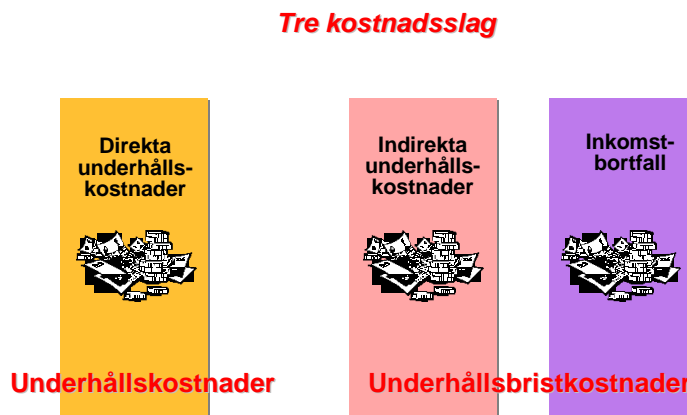 Tre kostnadsslag
Direkta
underhålls-
kostnader
Indirekta
underhålls-
kostnader
Inkomst-
bortfall
Underhållskostnader
Underhållsbristkostnader